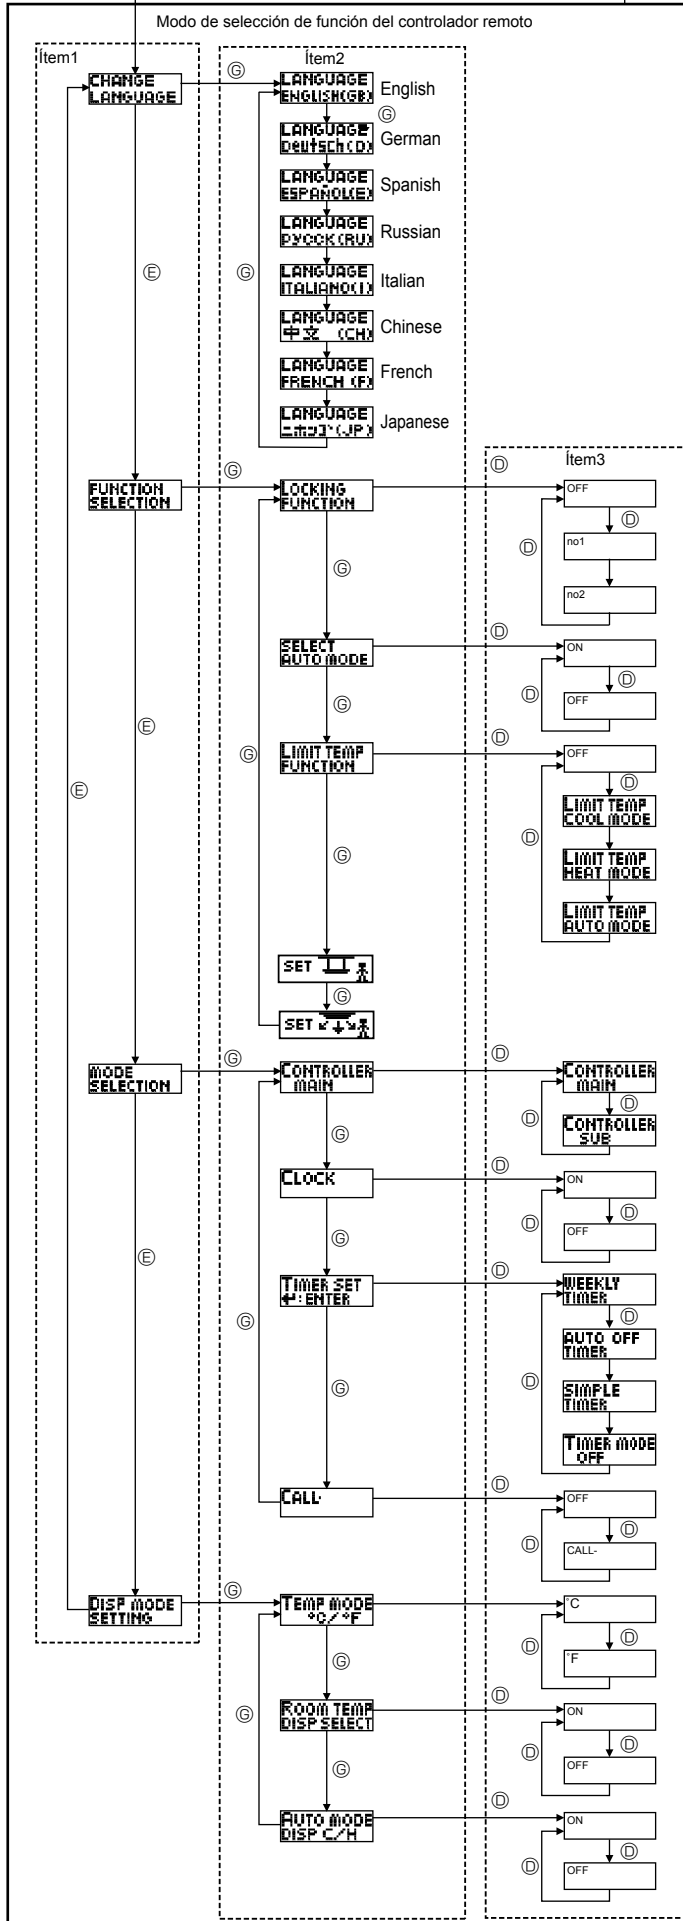 Modo de selección de función del controlador remoto
Ítem1
Ítem2
CHANGE
LANGUAGE
Ⓖ
LANGUAGE
ENGLISH(GB)
English
Ⓖ
LANGUAGE
Deutsch(D)
German
LANGUAGE
ESPAÑOL(E)
Spanish
LANGUAGE
РУССК(RU)
Russian
Ⓔ
Ⓖ
LANGUAGE
ITALIANO(I)
Italian
LANGUAGE
中文 (CH)
Chinese
LANGUAGE
FRENCH (F)
French
LANGUAGE
ニホンゴ(JP)
Japanese
Ítem3
FUNCTION
SELECTION
Ⓖ
LOCKING
FUNCTION
Ⓓ
OFF
Ⓓ
Ⓓ
no1
no2
Ⓖ
SELECT
AUTO MODE
Ⓓ
ON
Ⓓ
Ⓓ
OFF
Ⓖ
Ⓔ
Ⓖ
LIMIT TEMP
FUNCTION
Ⓓ
OFF
Ⓓ
Ⓔ
LIMIT TEMP
COOL MODE
Ⓓ
LIMIT TEMP
HEAT MODE
Ⓖ
LIMIT TEMP
AUTO MODE
SET
Ⓖ
SET
MODE
SELECTION
Ⓖ
CONTROLLER
MAIN
Ⓓ
CONTROLLER
MAIN
Ⓓ
Ⓓ
CONTROLLER
SUB
Ⓖ
CLOCK
Ⓓ
ON
Ⓓ
Ⓓ
OFF
Ⓖ
Ⓔ
TIMER SET
↵:ENTER
Ⓓ
WEEKLY
TIMER
Ⓓ
Ⓖ
AUTO OFF
TIMER
Ⓓ
SIMPLE
TIMER
Ⓖ
TIMER MODE
OFF
CALL-
Ⓓ
OFF
Ⓓ
Ⓓ
CALL-
DISP MODE
SETTING
Ⓖ
TEMP MODE
°C/°F
Ⓓ
°C
Ⓓ
Ⓓ
°F
Ⓖ
Ⓖ
ROOM TEMP
DISP SELECT
Ⓓ
ON
Ⓓ
Ⓓ
OFF
Ⓖ
AUTO MODE
DISP C/H
Ⓓ
ON
Ⓓ
Ⓓ
OFF